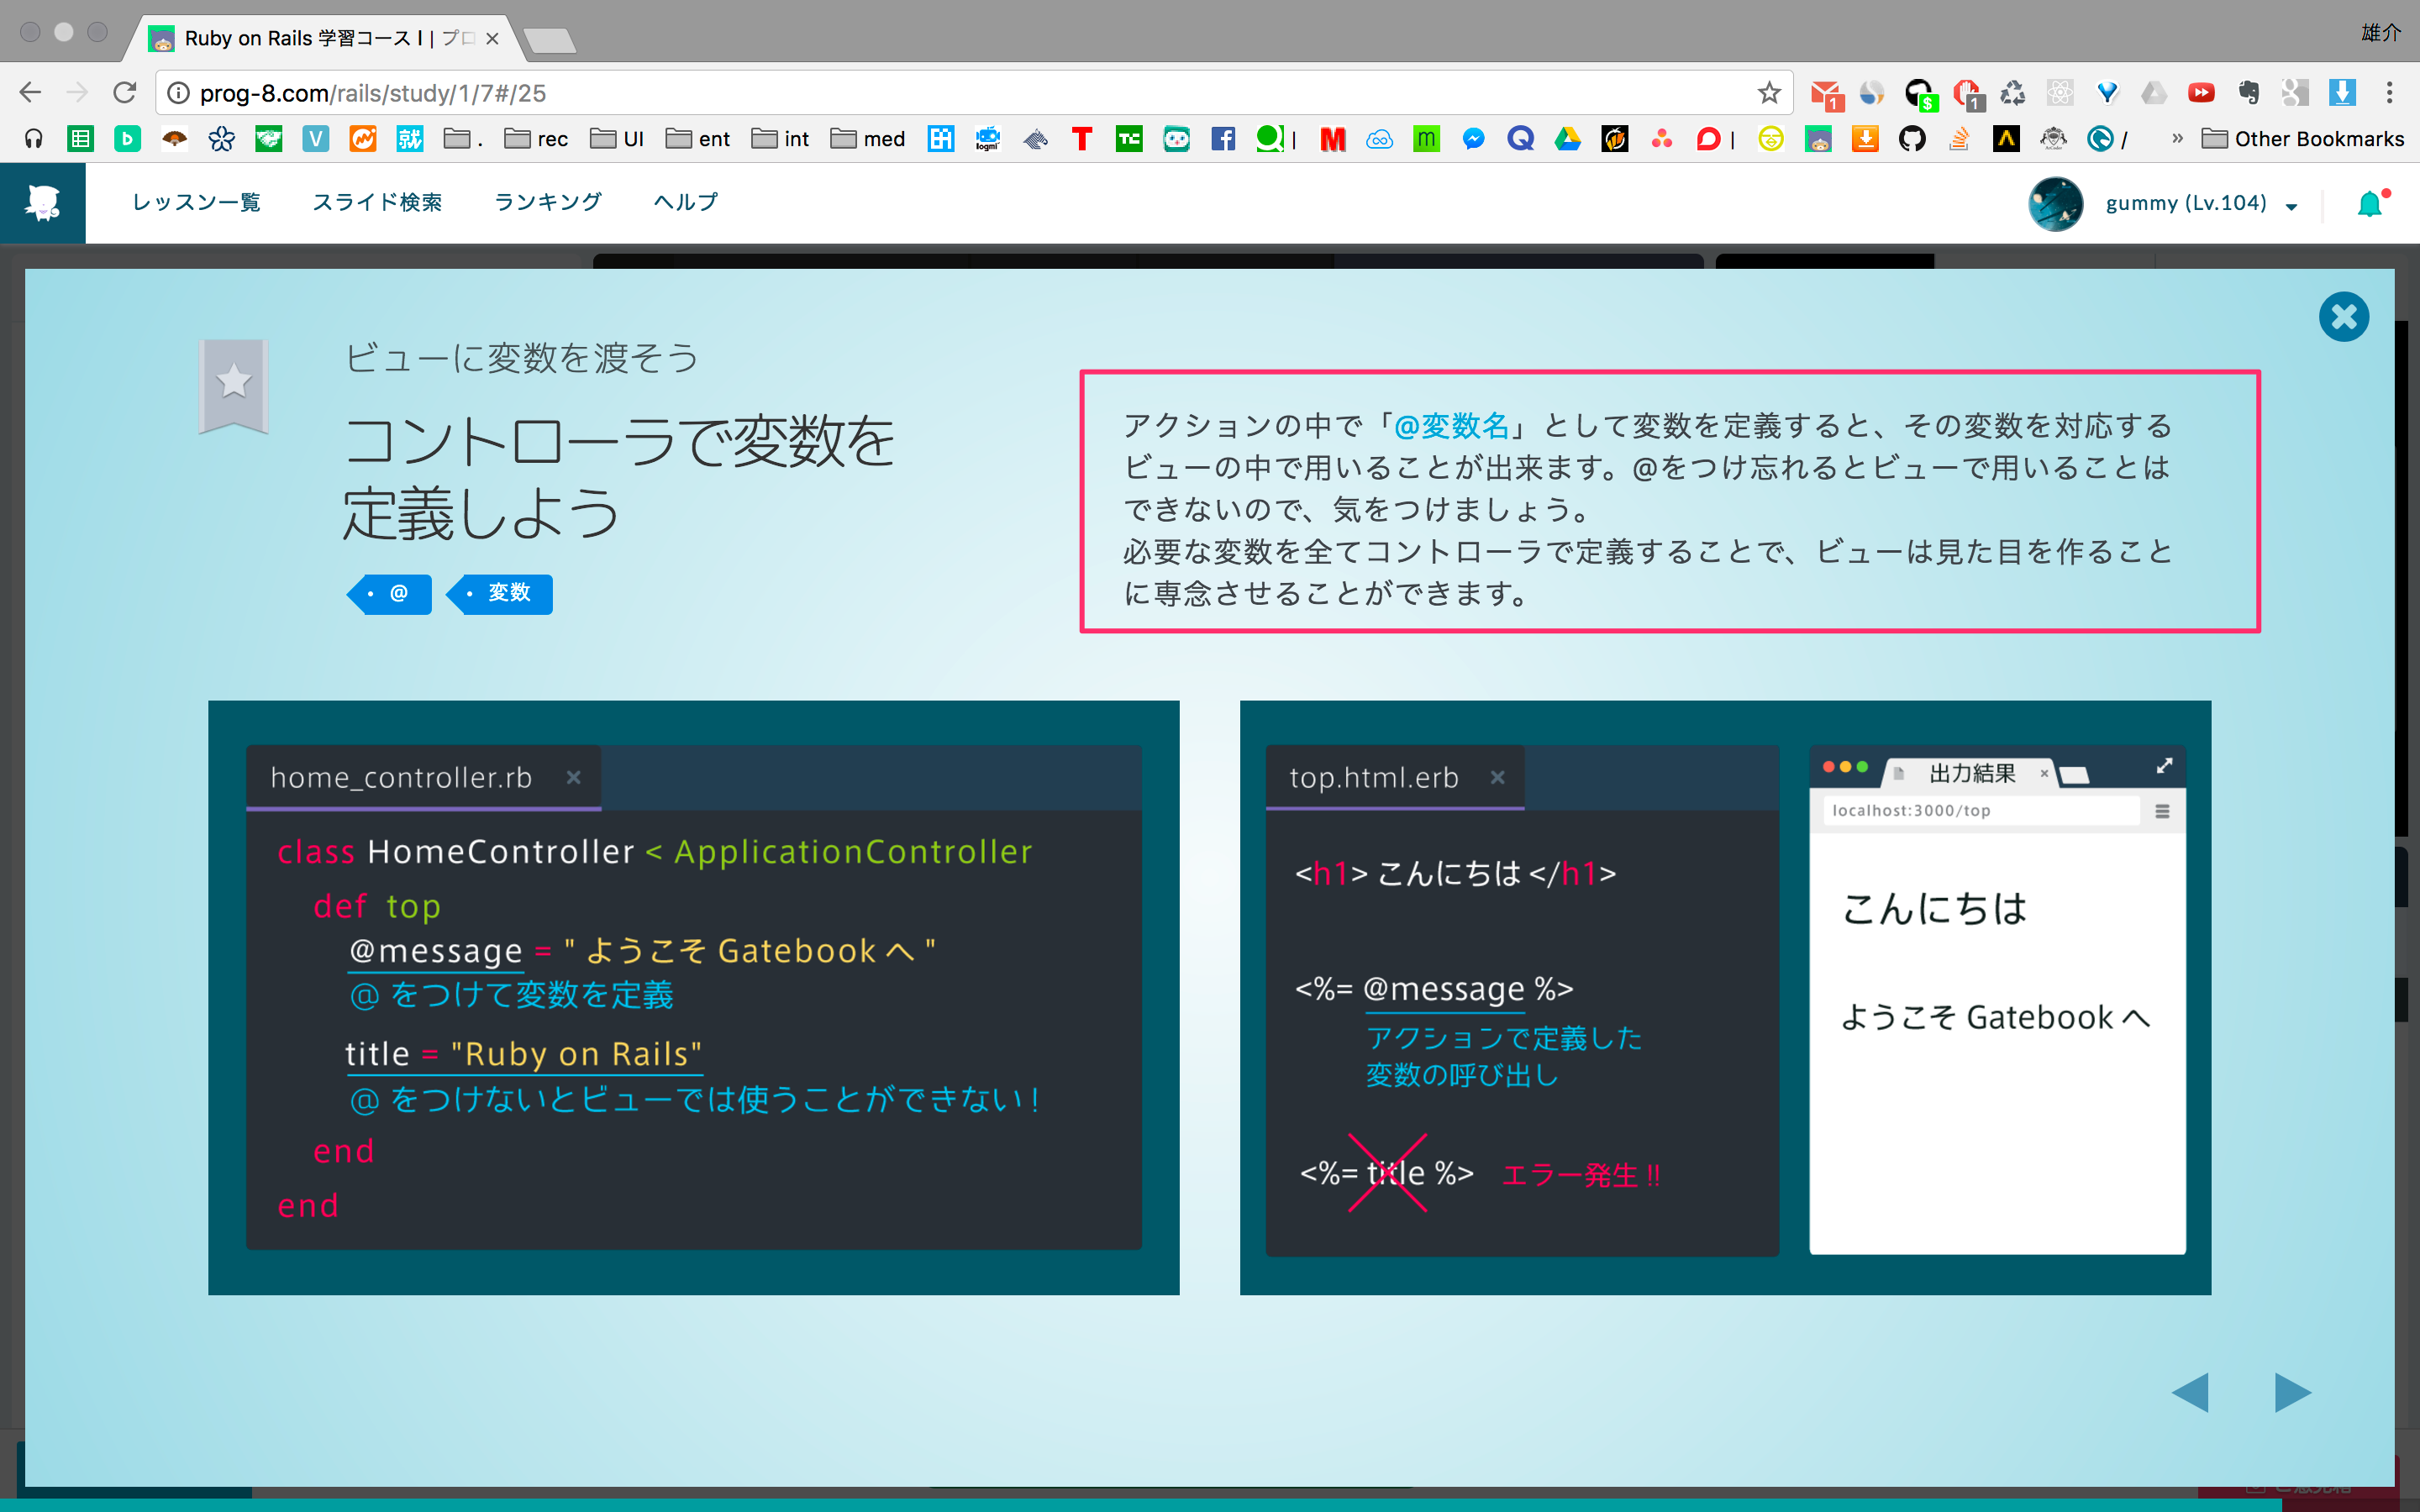 Ruby on Rails 学習コース I | プロ
雄介
prog-8.com/rails/study/1/7#/25
1
$
1
b
V
就
.
rec
UI
ent
int
med
logmi
T
|
M
m
|
/
»
Other Bookmarks
レッスン一覧
スライド検索
ランキング
ヘルプ
gummy (Lv.104)
ビューに変数を渡そう
コントローラで変数を
定義しよう
@
変数
アクションの中で「@変数名」として変数を定義すると、その変数を対応する
ビューの中で用いることが出来ます。@をつけ忘れるとビューで用いることは
できないので、気をつけましょう。
必要な変数を全てコントローラで定義することで、ビューは見た目を作ること
に専念させることができます。
home_controller.rb
class HomeController < ApplicationController
def top
@message = " ようこそ Gatebook へ "
@ をつけて変数を定義
title = "Ruby on Rails"
@ をつけないとビューでは使うことができない !
end
end
top.html.erb
<h1> こんにちは </h1>
<%= @message %>
アクションで定義した
変数の呼び出し
<%= title %> エラー発生 !!
出力結果
localhost:3000/top
こんにちは
ようこそ Gatebook へ